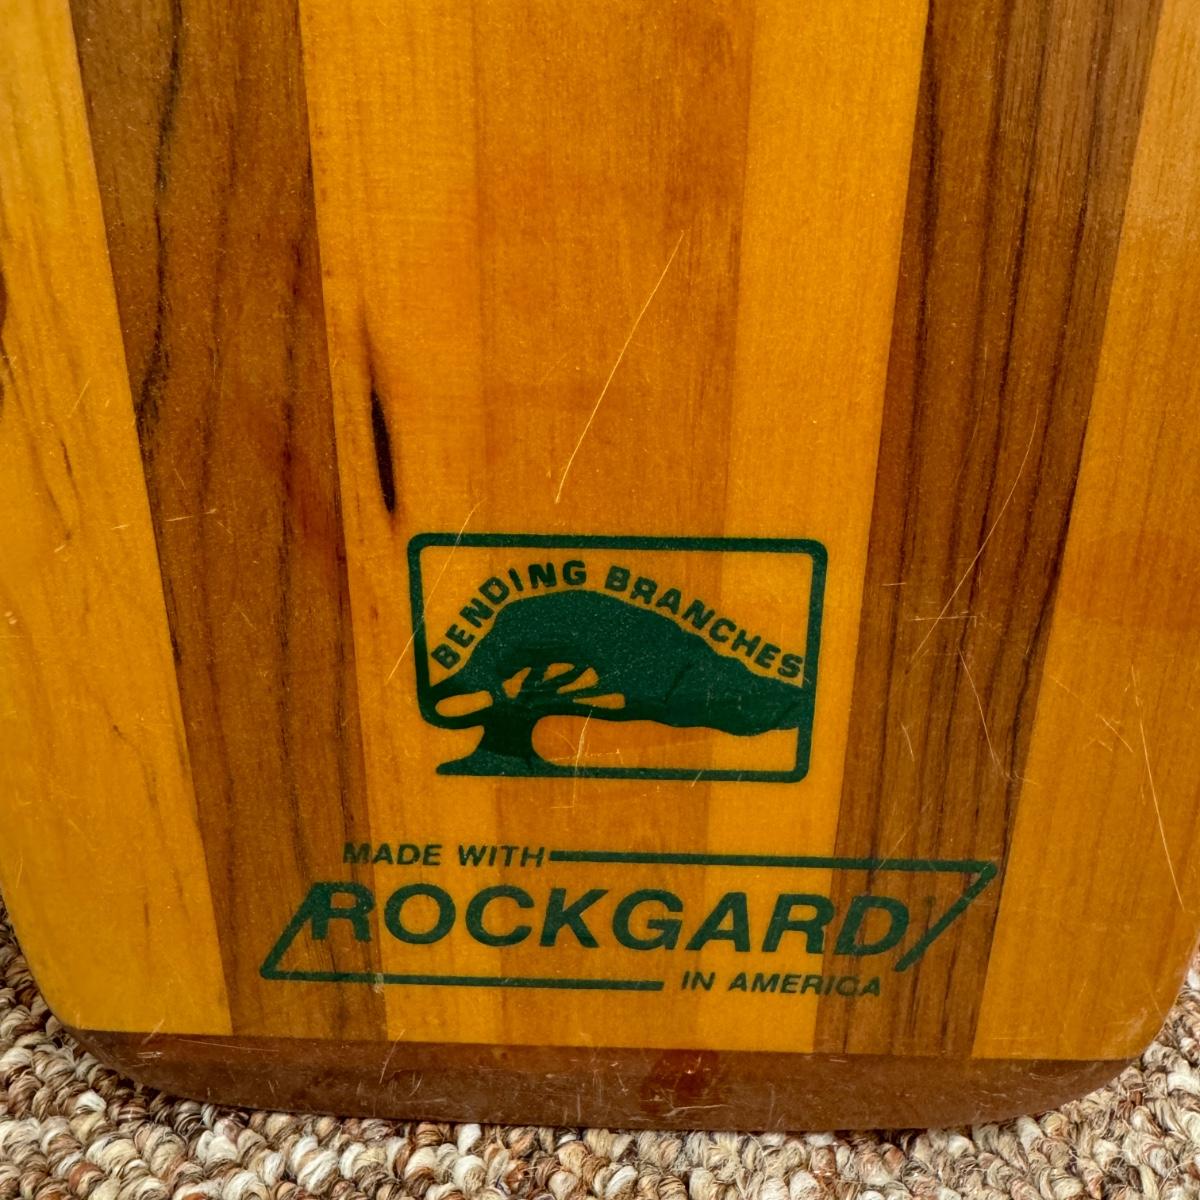 BENDING BRANCHES
MADE WITH
ROCKGARD
IN AMERICA